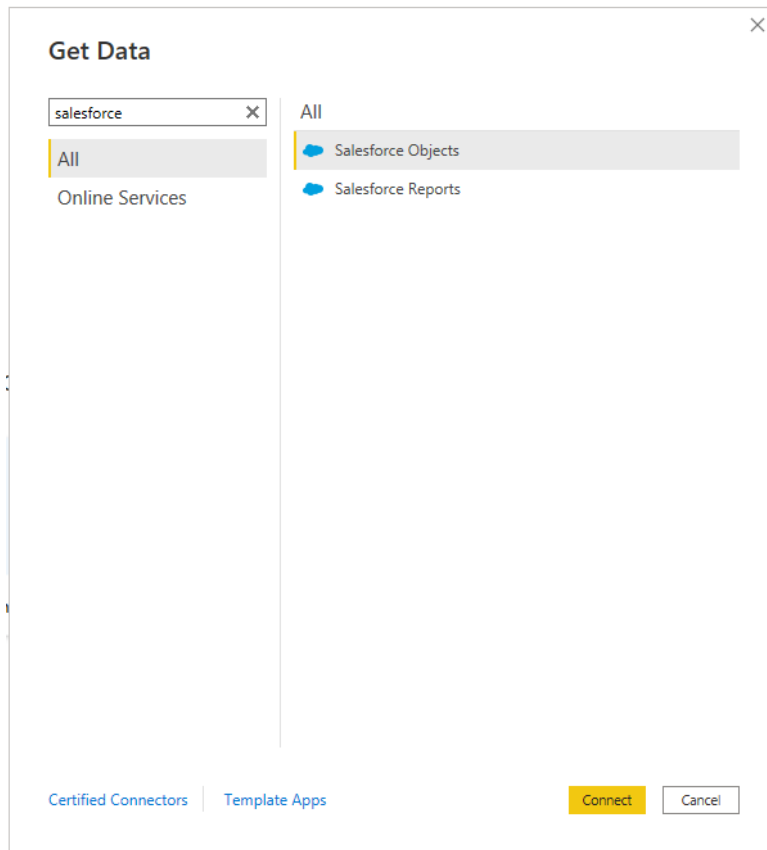 Get Data
salesforce
All
Online Services
All
Salesforce Objects
Salesforce Reports
Certified Connectors
Template Apps
Connect
Cancel